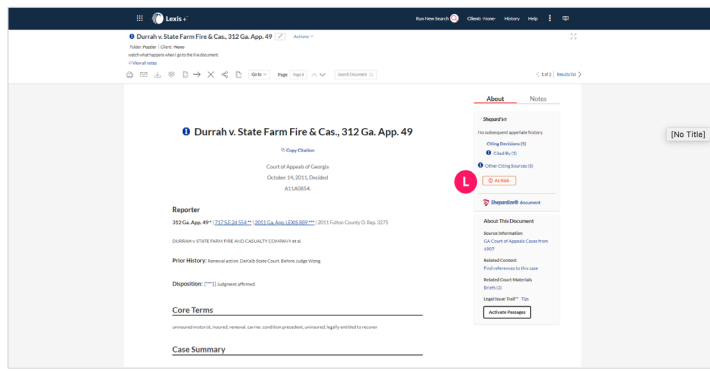 Lexis+
Run New Search Client: -None- History Help
Durrah v. State Farm Fire & Cas., 312 Ga. App. 49 Actions
Folder: Puzzler | Client: -None-
watch what happens when I go to the live document
View all notes
Go to Page Page # Search Document 1 of 2 Results list
About Notes
Shepard's®
No subsequent appellate history.
Citing Decisions (5)
Cited By (5)
Other Citing Sources (8)
L
At Risk
Shepardize® document
[No Title]
Durrah v. State Farm Fire & Cas., 312 Ga. App. 49
Copy Citation
Court of Appeals of Georgia
October 14, 2011, Decided
A11A0854.
Reporter
312 Ga. App. 49 * | 717 S.E.2d 554 ** | 2011 Ga. App. LEXIS 889 *** | 2011 Fulton County D. Rep. 3275
DURRAH v. STATE FARM FIRE AND CASUALTY COMPANY et al.
Prior History: Renewal action. DeKalb State Court. Before Judge Wong.
Disposition: [***1] Judgment affirmed.
Core Terms
uninsured motorist, insured, renewal, carrier, condition precedent, uninsured, legally entitled to recover
Case Summary
About This Document
Source Information
GA Court of Appeals Cases from
1907
Related Content
Find references to this case
Related Court Materials
Briefs (2)
Legal Issue Trail™ Tips
Activate Passages